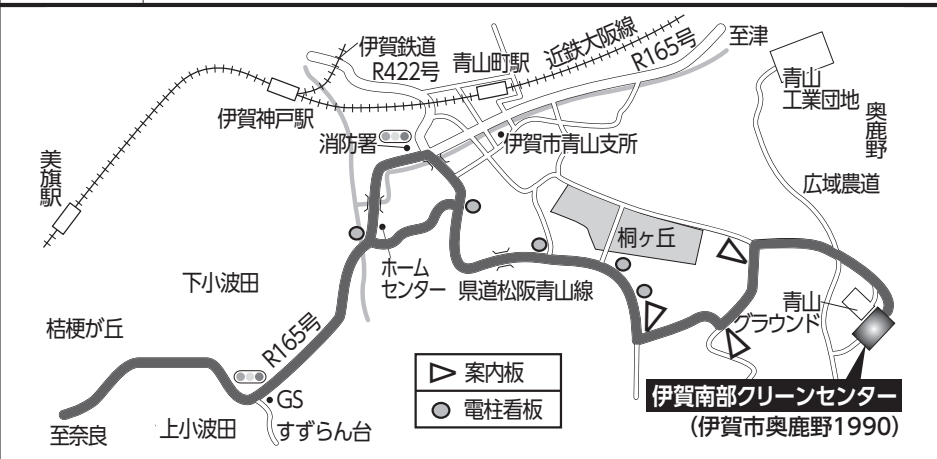 伊賀鉄道
R422号
青山町駅
近鉄大阪線
R165号
至津
青山
工業団地
奥鹿野
伊賀神戸駅
消防署
伊賀市青山支所
美旗駅
広域農道
桐ヶ丘
ホーム
センター
県道松阪青山線
下小波田
青山
グラウンド
桔梗が丘
R165号
案内板
電柱看板
GS
伊賀南部クリーンセンター
(伊賀市奥鹿野1990)
至奈良
上小波田
すずらん台